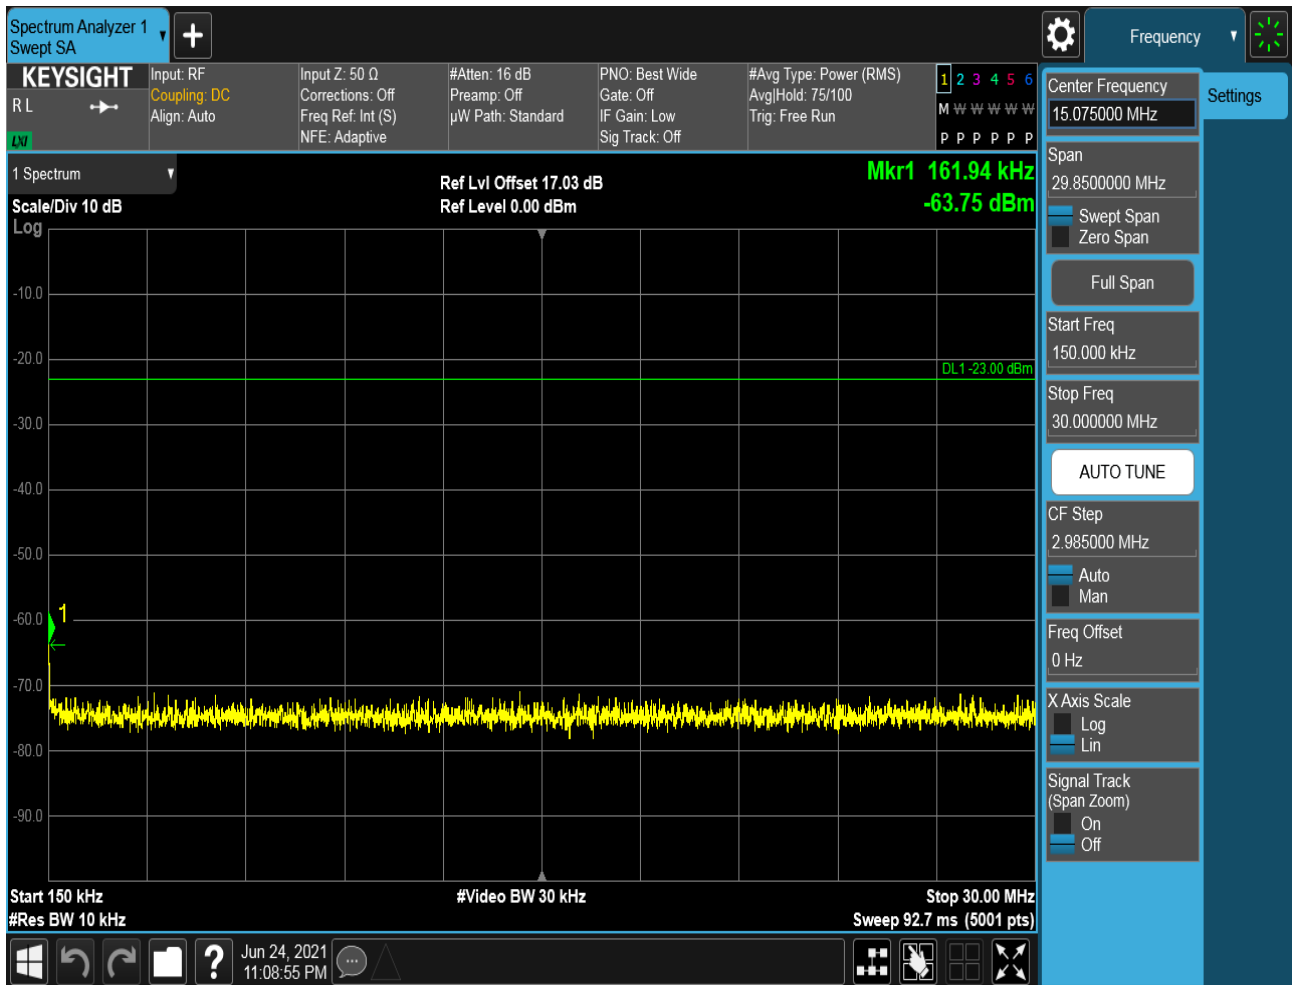 Spectrum Analyzer 1
Swept SA
Frequency
KEYSIGHT
R L
LXI
Input: RF
Coupling: DC
Align: Auto
Input Z: 50 Ω
Corrections: Off
Freq Ref: Int (S)
NFE: Adaptive
#Atten: 16 dB
Preamp: Off
µW Path: Standard
PNO: Best Wide
Gate: Off
IF Gain: Low
Sig Track: Off
#Avg Type: Power (RMS)
Avg|Hold: 75/100
Trig: Free Run
1 2 3 4 5 6
M W W W W W
P P P P P P
1 Spectrum
Scale/Div 10 dB
Log
Ref Lvl Offset 17.03 dB
Ref Level 0.00 dBm
Mkr1 161.94 kHz
-63.75 dBm
-10.0
-20.0
DL1 -23.00 dBm
-30.0
-40.0
-50.0
-60.0
1
-70.0
-80.0
-90.0
Start 150 kHz
#Res BW 10 kHz
#Video BW 30 kHz
Stop 30.00 MHz
Sweep 92.7 ms (5001 pts)
?
Jun 24, 2021
11:08:55 PM
Center Frequency
15.075000 MHz
Settings
Span
29.8500000 MHz
Swept Span
Zero Span
Full Span
Start Freq
150.000 kHz
Stop Freq
30.000000 MHz
AUTO TUNE
CF Step
2.985000 MHz
Auto
Man
Freq Offset
0 Hz
X Axis Scale
Log
Lin
Signal Track
(Span Zoom)
On
Off